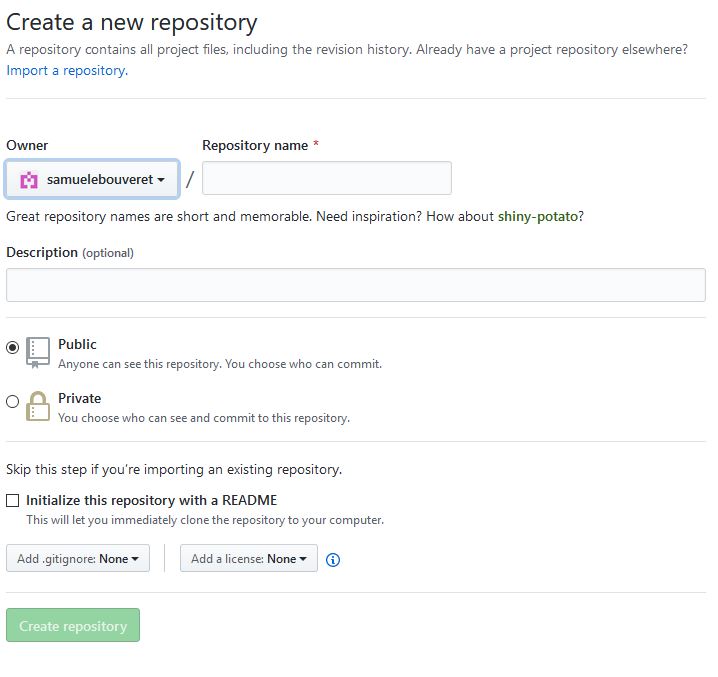 Create a new repository
A repository contains all project files, including the revision history. Already have a project repository elsewhere?
Import a repository.
Owner
Repository name *
samuelebouveret
/
Great repository names are short and memorable. Need inspiration? How about shiny-potato?
Description (optional)
Public
Anyone can see this repository. You choose who can commit.
Private
You choose who can see and commit to this repository.
Skip this step if you’re importing an existing repository.
Initialize this repository with a README
This will let you immediately clone the repository to your computer.
Add .gitignore: None
Add a license: None
Create repository